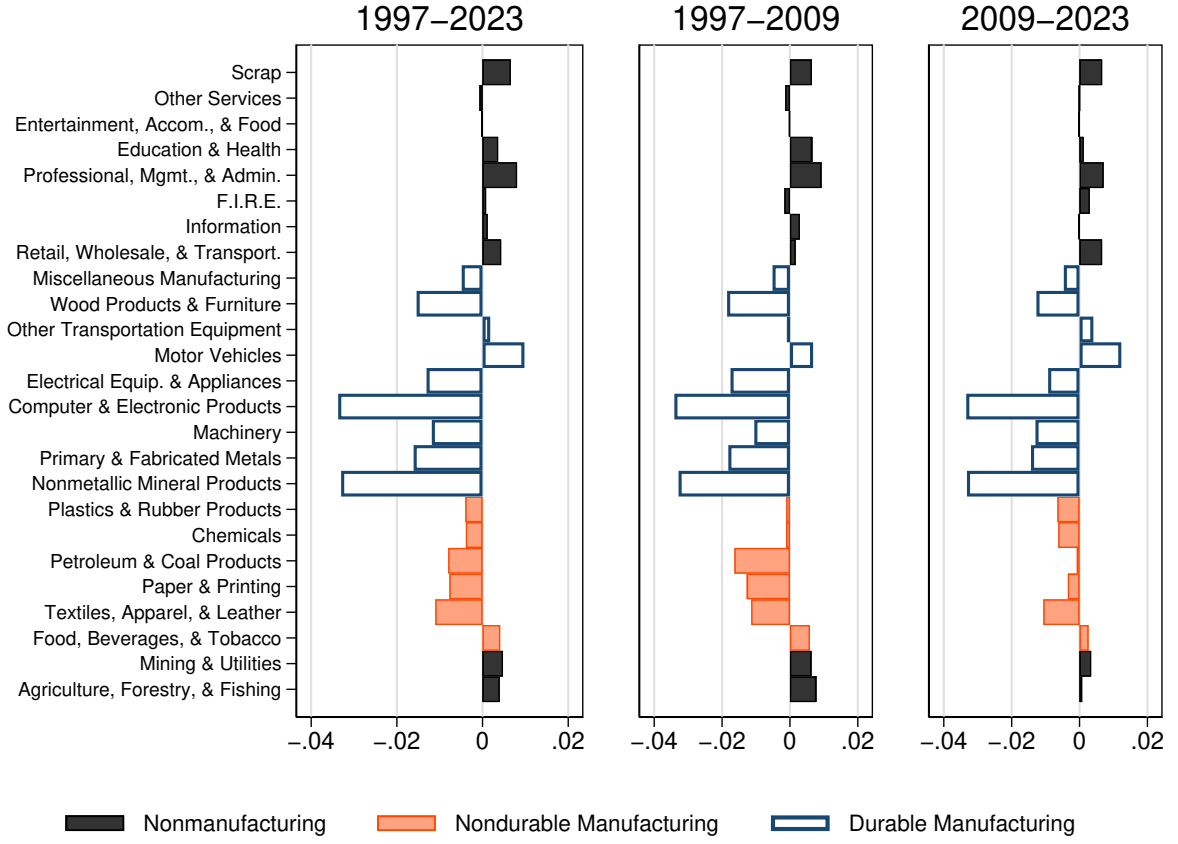 1997−2023 1997−2009 2009−2023
Scrap
Other Services
Entertainment, Accom., & Food
Education & Health
Professional, Mgmt., & Admin.
F.I.R.E.
Information
Retail, Wholesale, & Transport.
Miscellaneous Manufacturing
Wood Products & Furniture
Other Transportation Equipment
Motor Vehicles
Electrical Equip. & Appliances
Computer & Electronic Products
Machinery
Primary & Fabricated Metals
Nonmetallic Mineral Products
Plastics & Rubber Products
Chemicals
Petroleum & Coal Products
Paper & Printing
Textiles, Apparel, & Leather
Food, Beverages, & Tobacco
Mining & Utilities
Agriculture, Forestry, & Fishing
−.04 −.02 0 .02 −.04 −.02 0 .02 −.04 −.02 0 .02
Nonmanufacturing Nondurable Manufacturing Durable Manufacturing